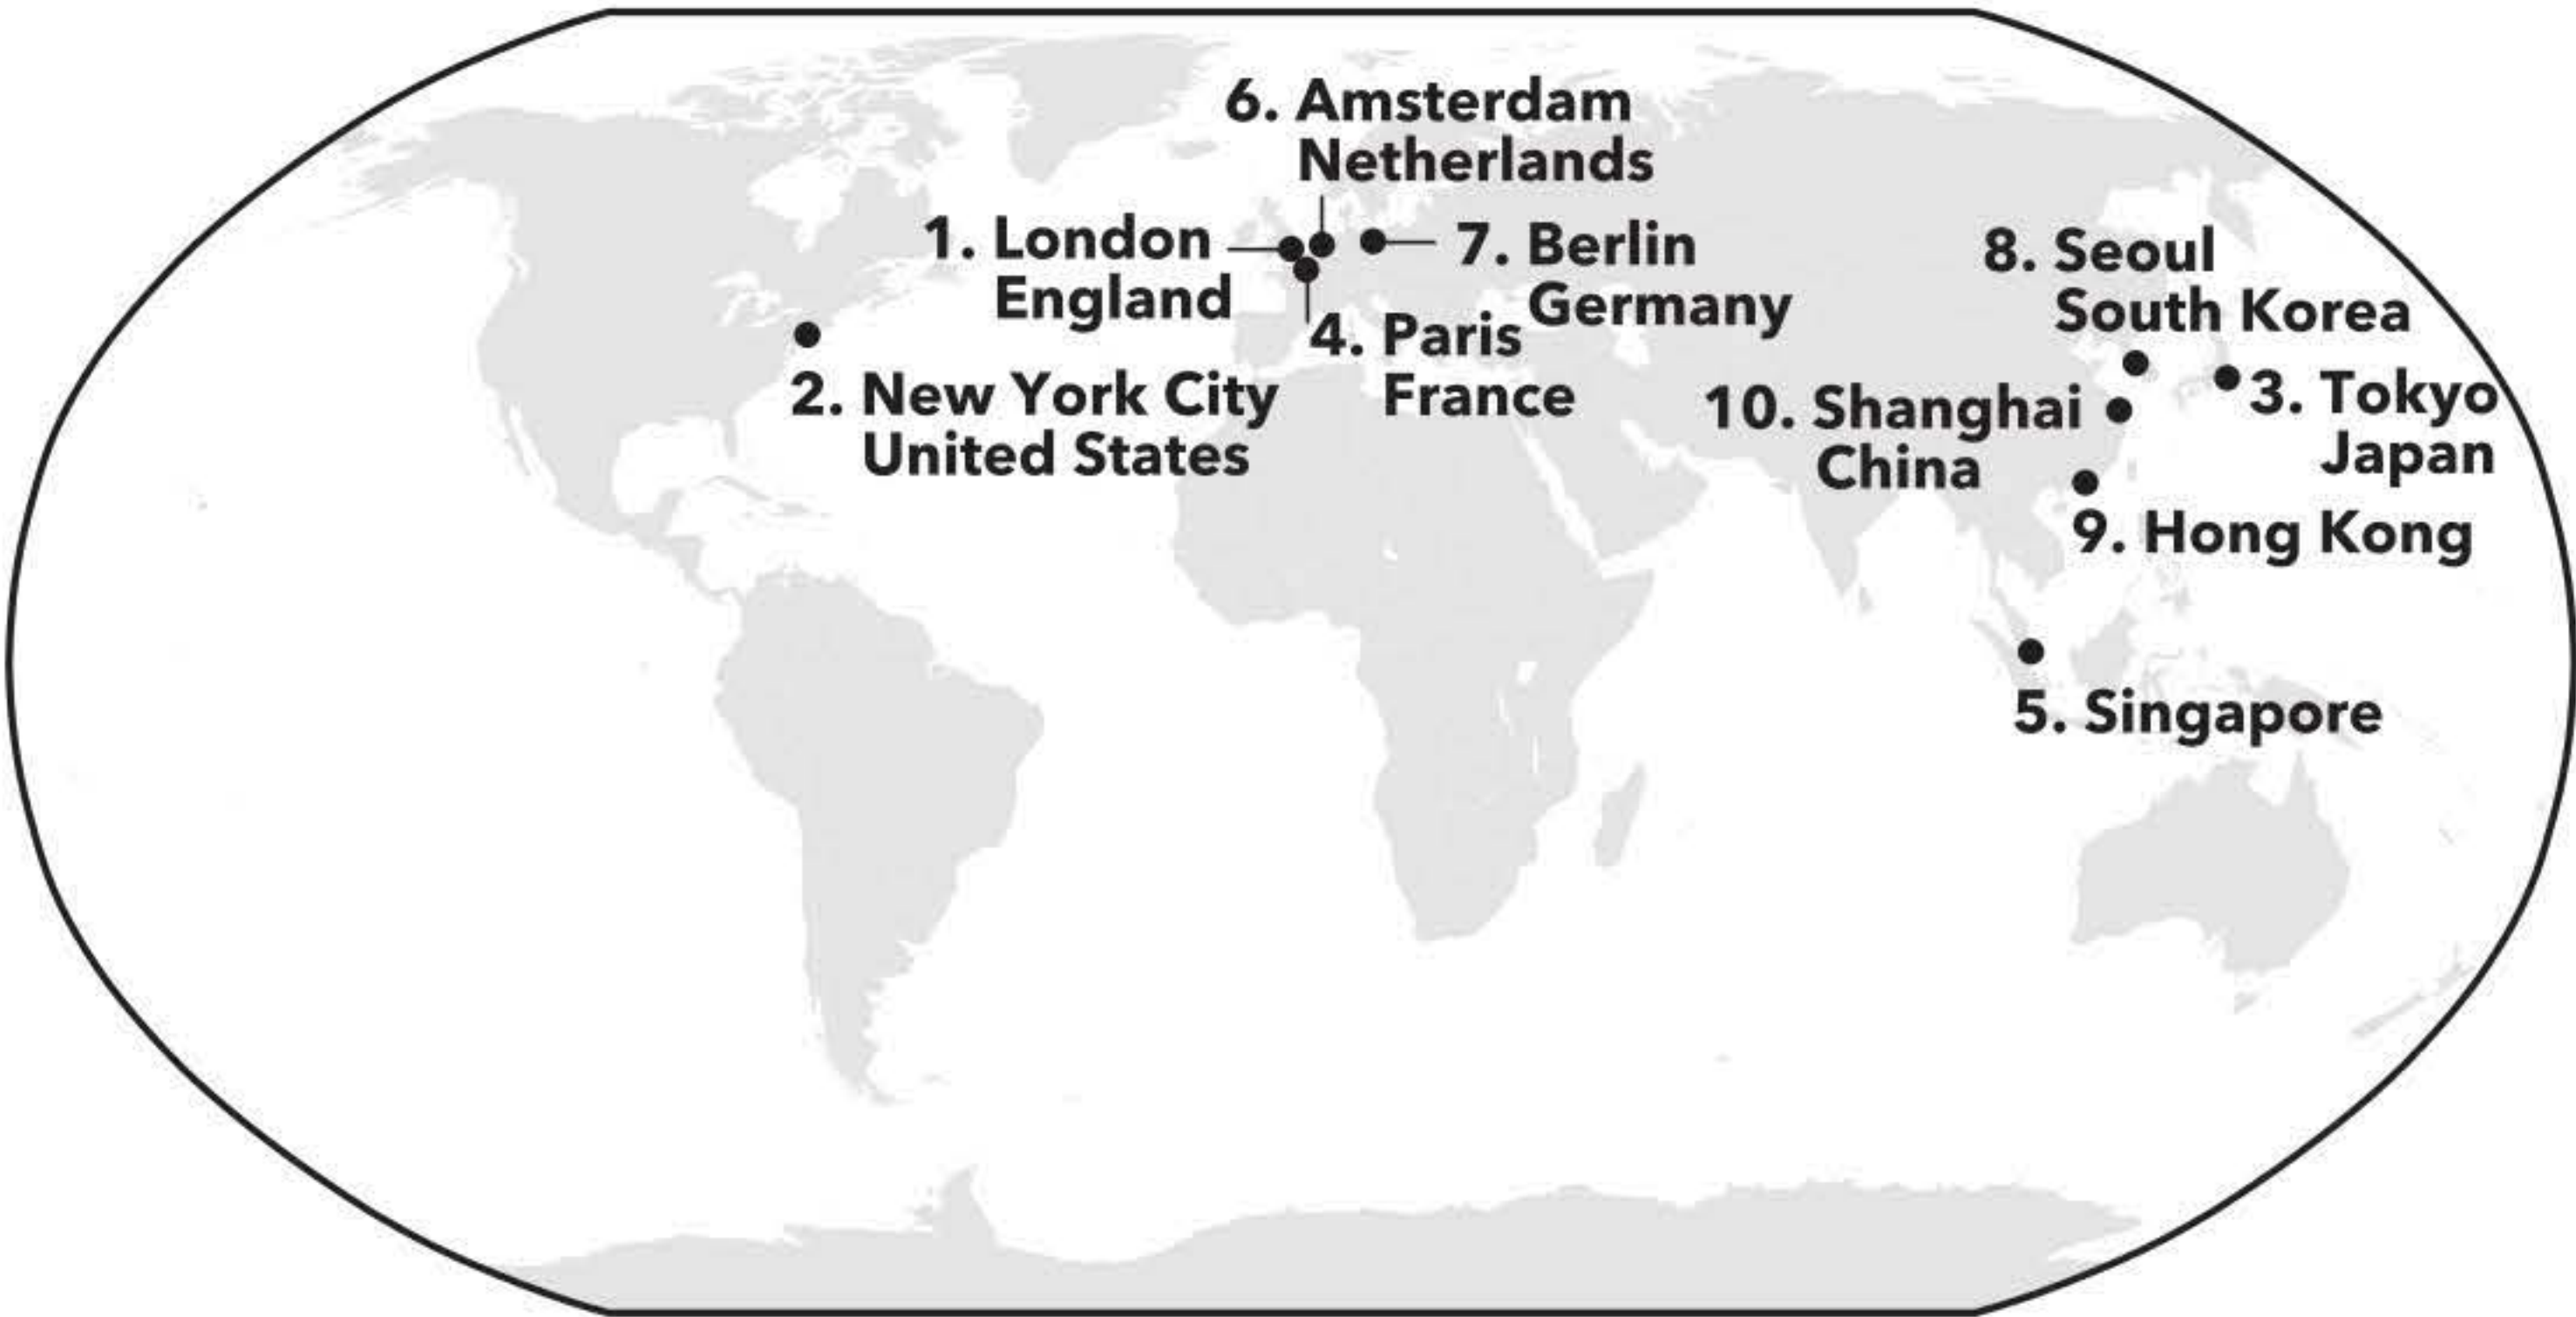 6. Amsterdam
Netherlands
1. London
England
7. Berlin
Germany
4. Paris
France
2. New York City
United States
8. Seoul
South Korea
3. Tokyo
Japan
10. Shanghai
China
9. Hong Kong
5. Singapore